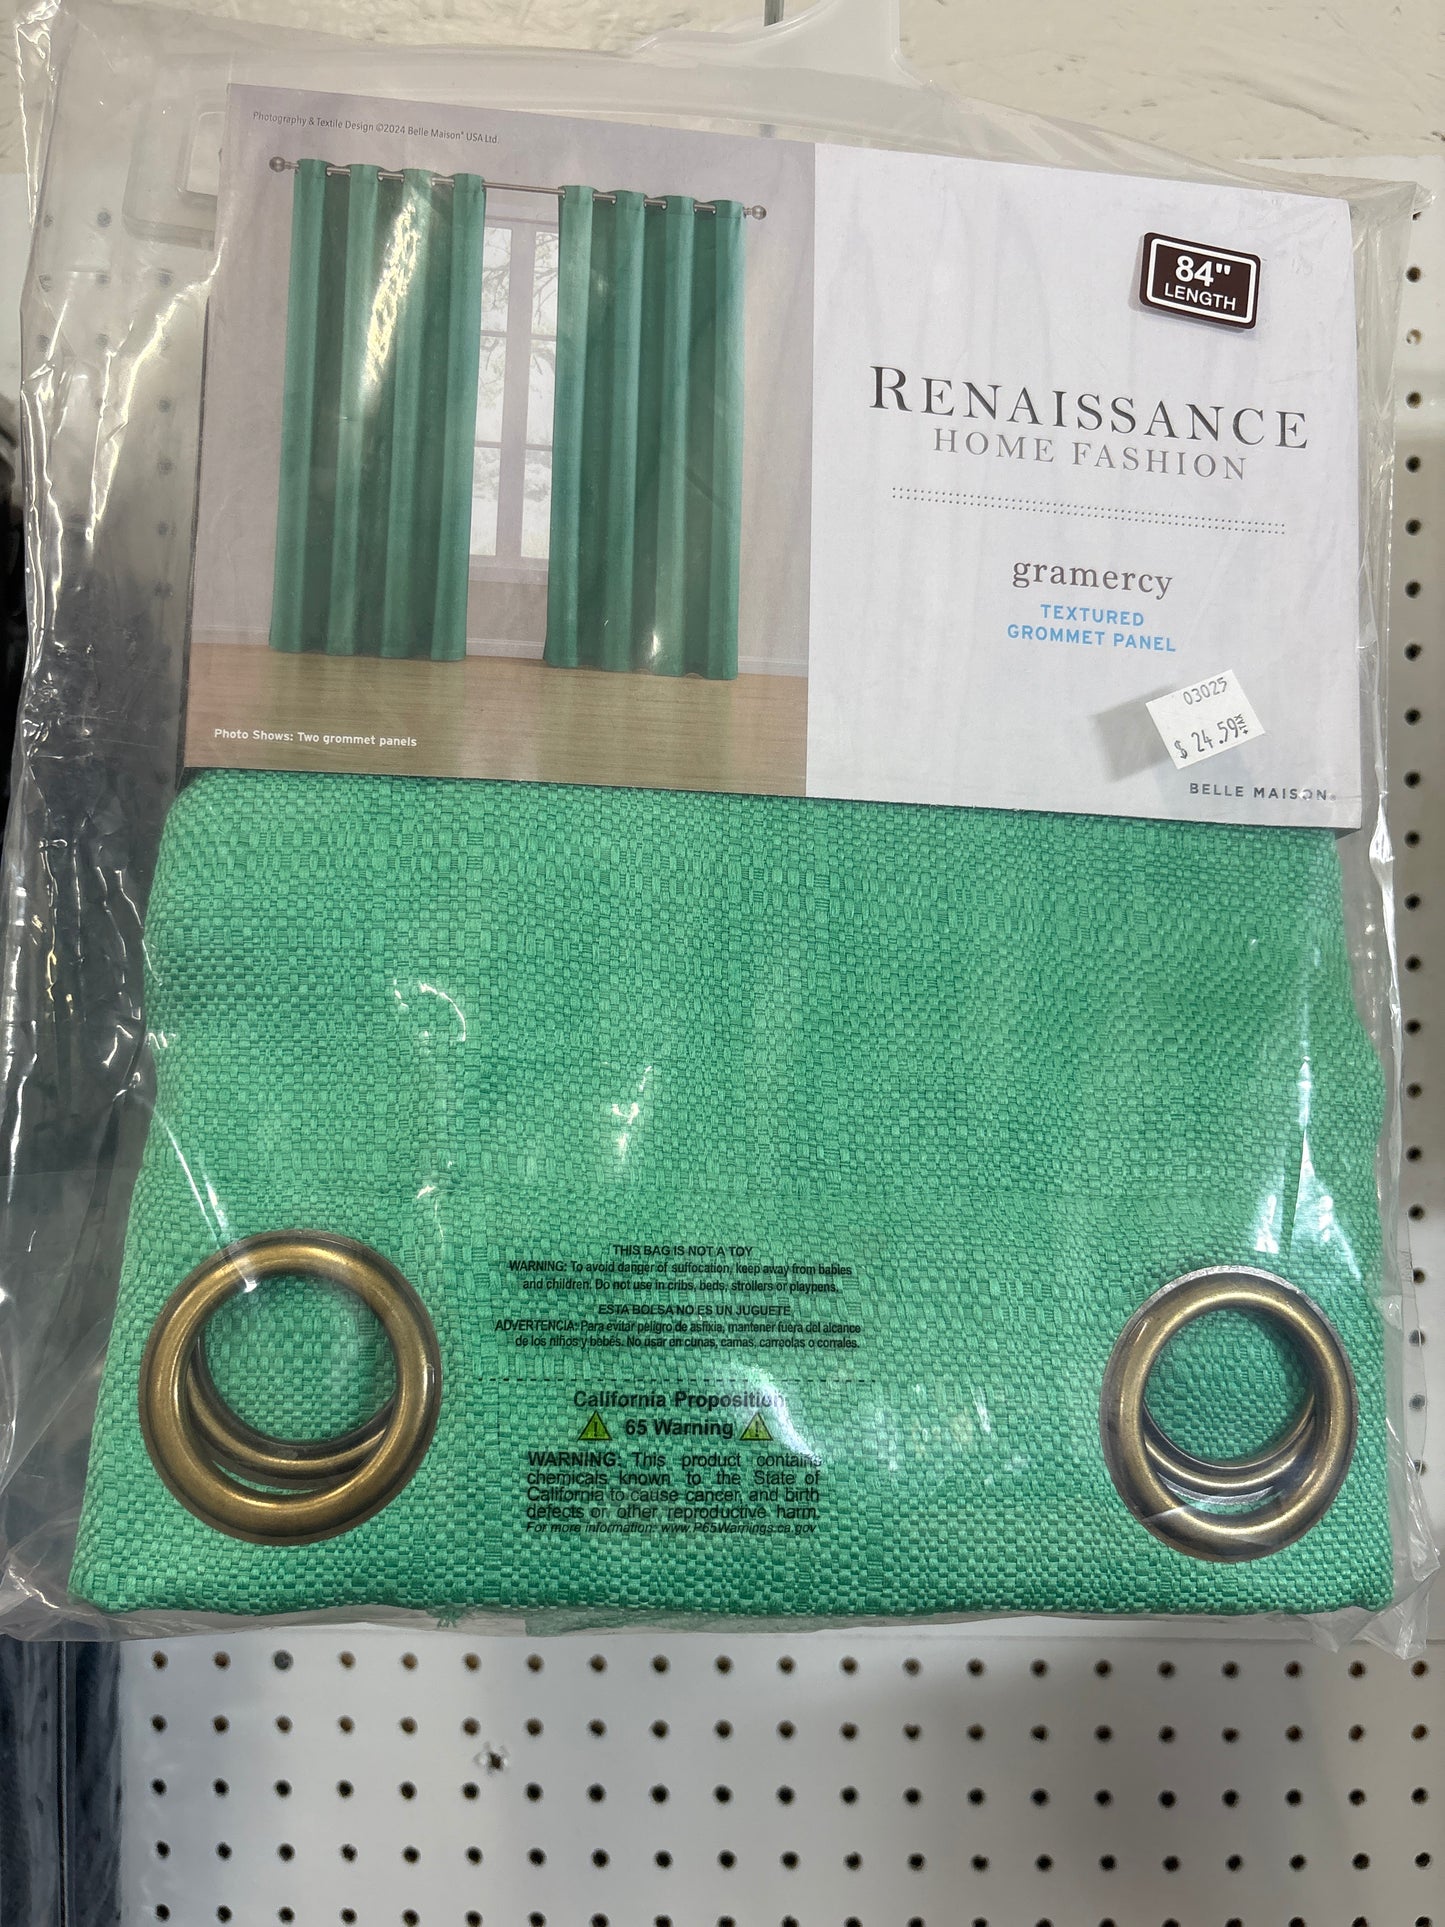 Photography & Textile Design ©2024 Belle Maison® USA Ltd.
84"
LENGTH
RENAISSANCE
HOME FASHION
gramercy
TEXTURED
GROMMET PANEL
03025
$ 24.59 +TAX
Photo Shows: Two grommet panels
BELLE MAISON®
THIS BAG IS NOT A TOY
WARNING: To avoid danger of suffocation, keep away from babies
and children. Do not use in cribs, beds, strollers or playpens.
ESTA BOLSA NO ES UN JUGUETE
ADVERTENCIA: Para evitar peligro de asfixia, mantener fuera del alcance
de los niños y bebés. No usar en cunas, camas, carreolas o corrales.
California Proposition
65 Warning
WARNING: This product contains
chemicals known to the State of
California to cause cancer and birth
defects or other reproductive harm.
For more information: www.P65Warnings.ca.gov